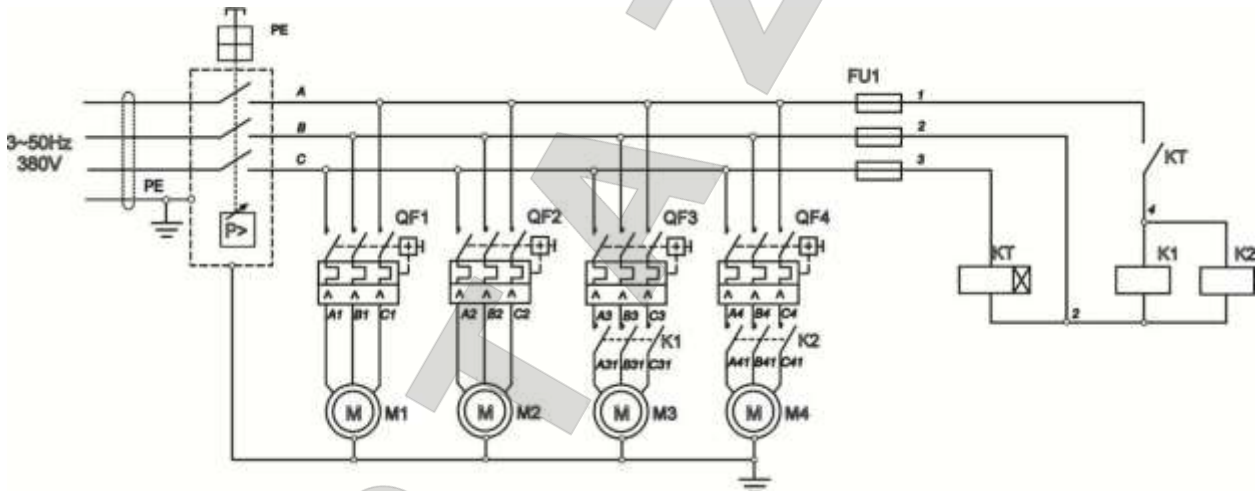 PE
A
FU1
1
B
2
3~50Hz
380V
C
3
KT
PE
4
P>
QF1
QF2
QF3
QF4
KT
K1
K2
A1 B1 C1
A2 B2 C2
A3 B3 C3
A4 B4 C4
2
K1
K2
A31 B31 C31
A41 B41 C41
M M1
M M2
M M3
M M4